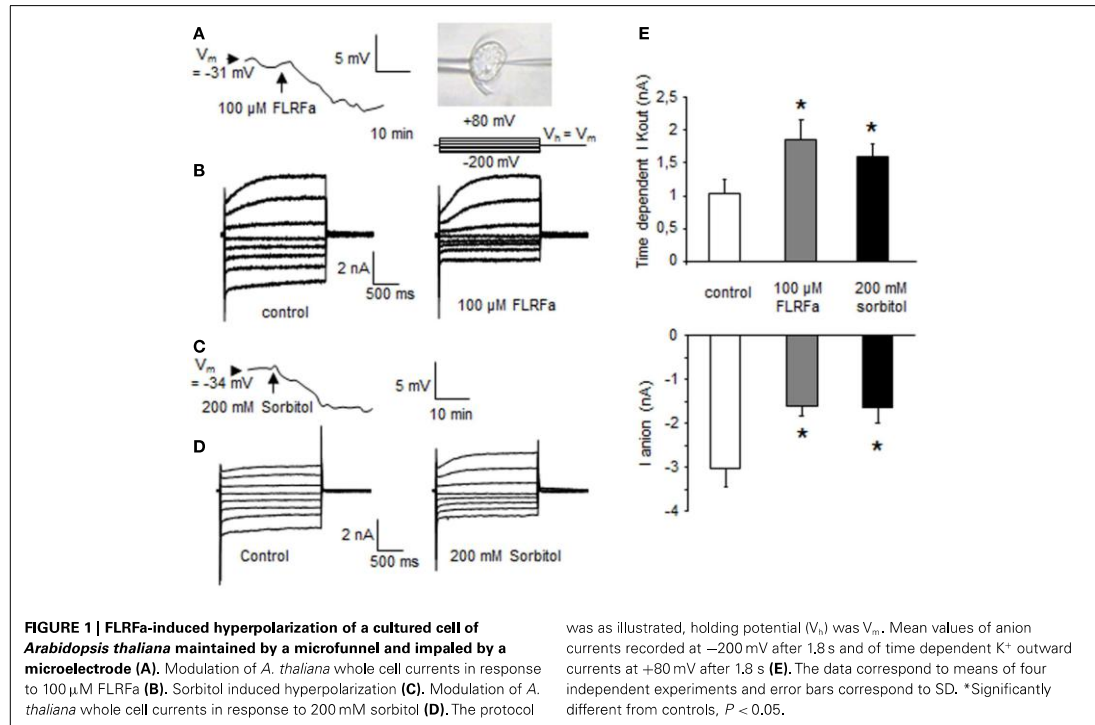 A
V_m
= -31 mV
100 µM FLRFa
5 mV
10 min
+80 mV
V_h = V_m
-200 mV
B
control
2 nA
500 ms
100 µM FLRFa
C
V_m
= -34 mV
200 mM Sorbitol
5 mV
10 min
D
Control
2 nA
500 ms
200 mM Sorbitol
E
Time dependent I Kout (nA)
2,5
2
1,5
1
0,5
0
*
*
control
100 µM
FLRFa
200 mM
sorbitol
I anion (nA)
0
-1
-2
-3
-4
*
*
FIGURE 1 | FLRFa-induced hyperpolarization of a cultured cell of
Arabidopsis thaliana maintained by a microfunnel and impaled by a
microelectrode (A). Modulation of A. thaliana whole cell currents in response
to 100 µM FLRFa (B). Sorbitol induced hyperpolarization (C). Modulation of A.
thaliana whole cell currents in response to 200 mM sorbitol (D). The protocol
was as illustrated, holding potential (V_h) was V_m. Mean values of anion
currents recorded at −200 mV after 1.8 s and of time dependent K⁺ outward
currents at +80 mV after 1.8 s (E). The data correspond to means of four
independent experiments and error bars correspond to SD. *Significantly
different from controls, P < 0.05.